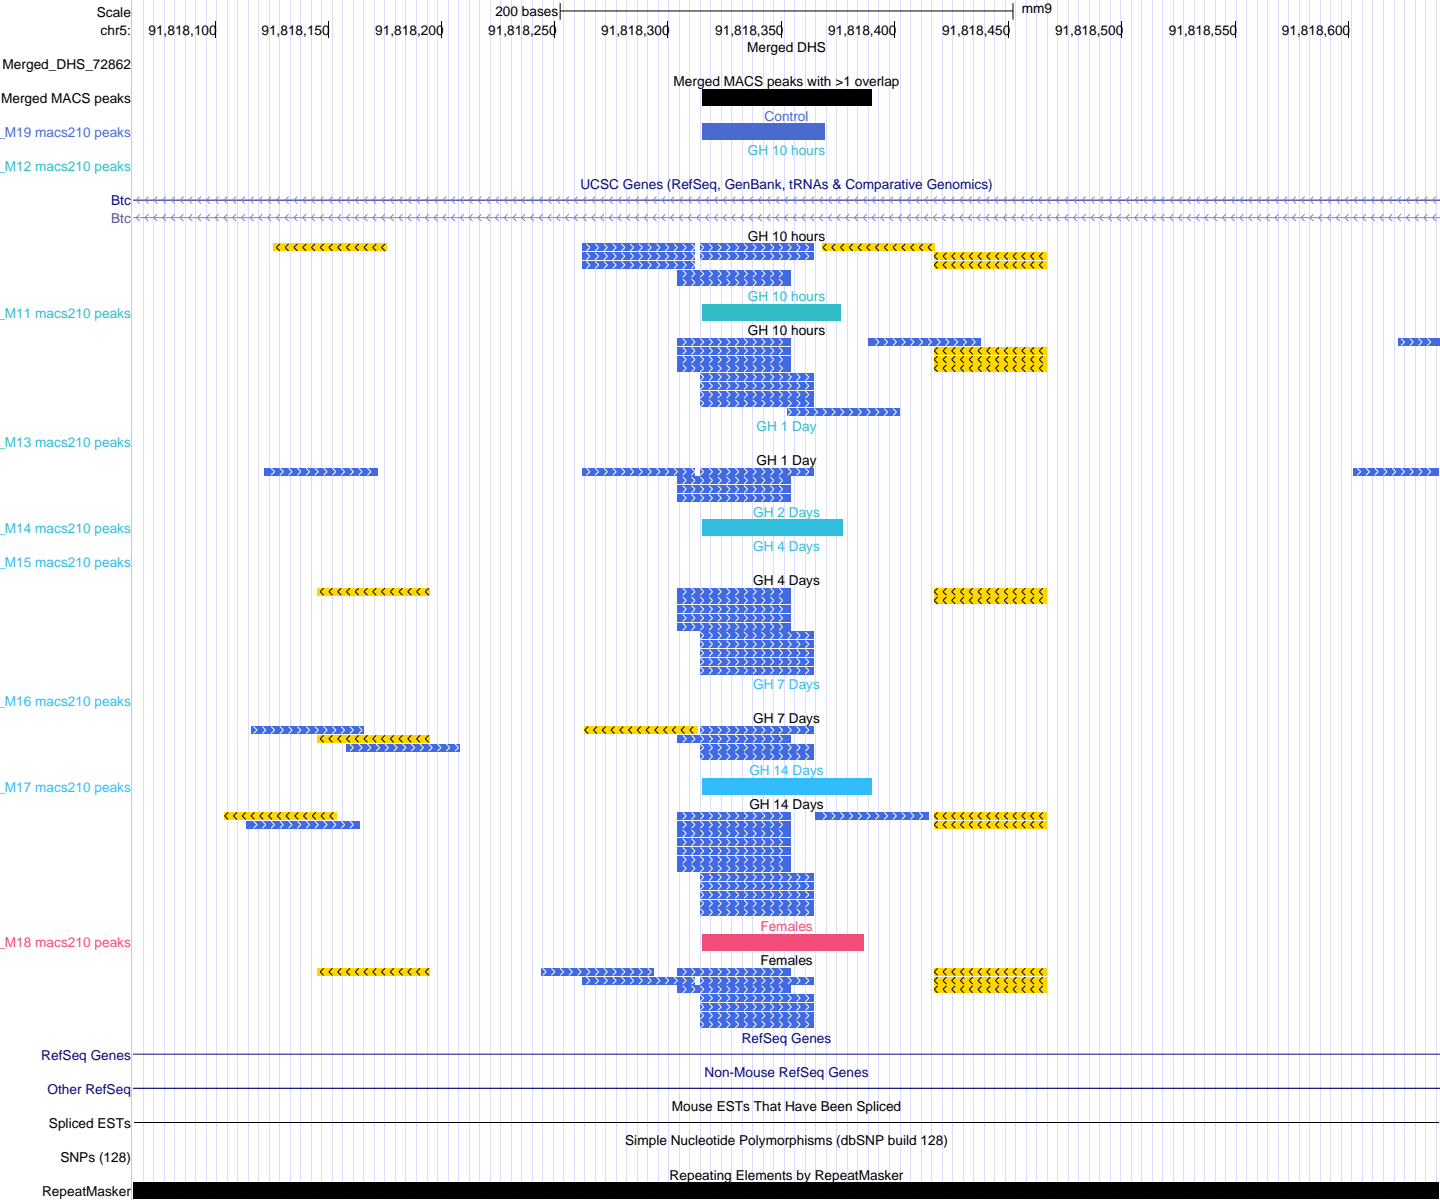 Scale 200 bases mm9
chr5: 91,818,100 91,818,150 91,818,200 91,818,250 91,818,300 91,818,350 91,818,400 91,818,450 91,818,500 91,818,550 91,818,600
Merged DHS
Merged_DHS_72862
Merged MACS peaks with >1 overlap
Merged MACS peaks
Control
_M19 macs210 peaks
GH 10 hours
_M12 macs210 peaks
UCSC Genes (RefSeq, GenBank, tRNAs & Comparative Genomics)
Btc
Btc
GH 10 hours
GH 10 hours
_M11 macs210 peaks
GH 10 hours
GH 1 Day
_M13 macs210 peaks
GH 1 Day
GH 2 Days
_M14 macs210 peaks
GH 4 Days
_M15 macs210 peaks
GH 4 Days
GH 7 Days
_M16 macs210 peaks
GH 7 Days
GH 14 Days
_M17 macs210 peaks
GH 14 Days
Females
_M18 macs210 peaks
Females
RefSeq Genes
RefSeq Genes
Non-Mouse RefSeq Genes
Other RefSeq
Mouse ESTs That Have Been Spliced
Spliced ESTs
Simple Nucleotide Polymorphisms (dbSNP build 128)
SNPs (128)
Repeating Elements by RepeatMasker
RepeatMasker